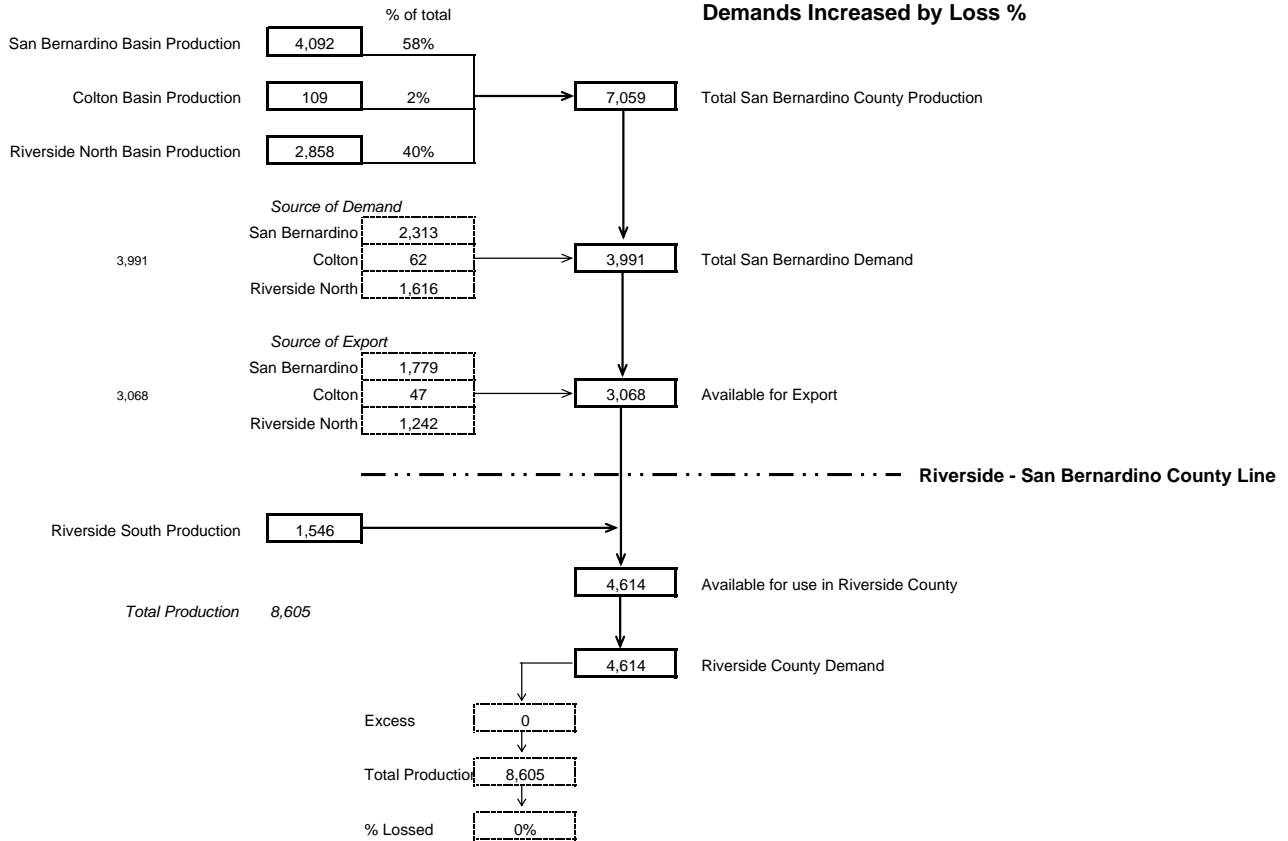 % of total
Demands Increased by Loss %
San Bernardino Basin Production 4,092 58%
Colton Basin Production 109 2% 7,059 Total San Bernardino County Production
Riverside North Basin Production 2,858 40%
Source of Demand
San Bernardino 2,313
3,991 Colton 62 3,991 Total San Bernardino Demand
Riverside North 1,616
Source of Export
San Bernardino 1,779
3,068 Colton 47 3,068 Available for Export
Riverside North 1,242
Riverside - San Bernardino County Line
Riverside South Production 1,546
4,614 Available for use in Riverside County
Total Production 8,605
4,614 Riverside County Demand
Excess 0
Total Production 8,605
% Lossed 0%